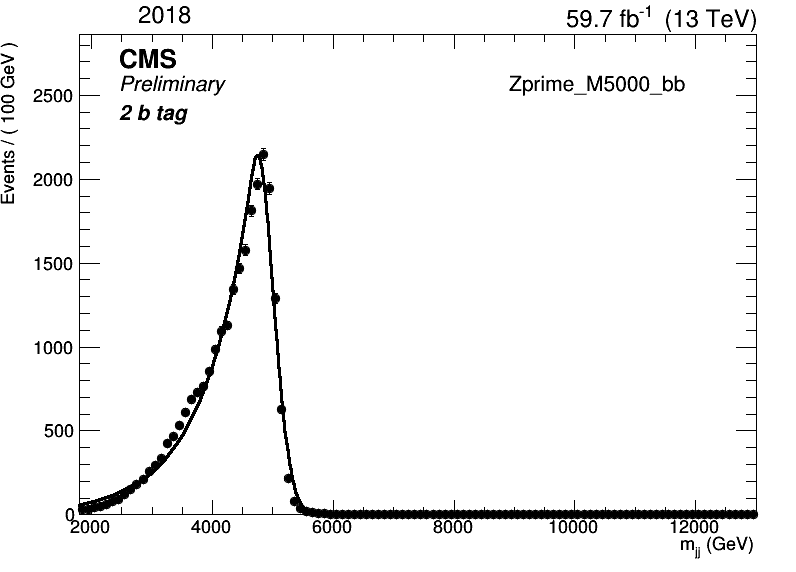 2018
59.7 fb⁻¹ (13 TeV)
CMS
Preliminary
2 b tag
Zprime_M5000_bb
Events / ( 100 GeV )
2500
2000
1500
1000
500
0
2000 4000 6000 8000 10000 12000
m_jj (GeV)